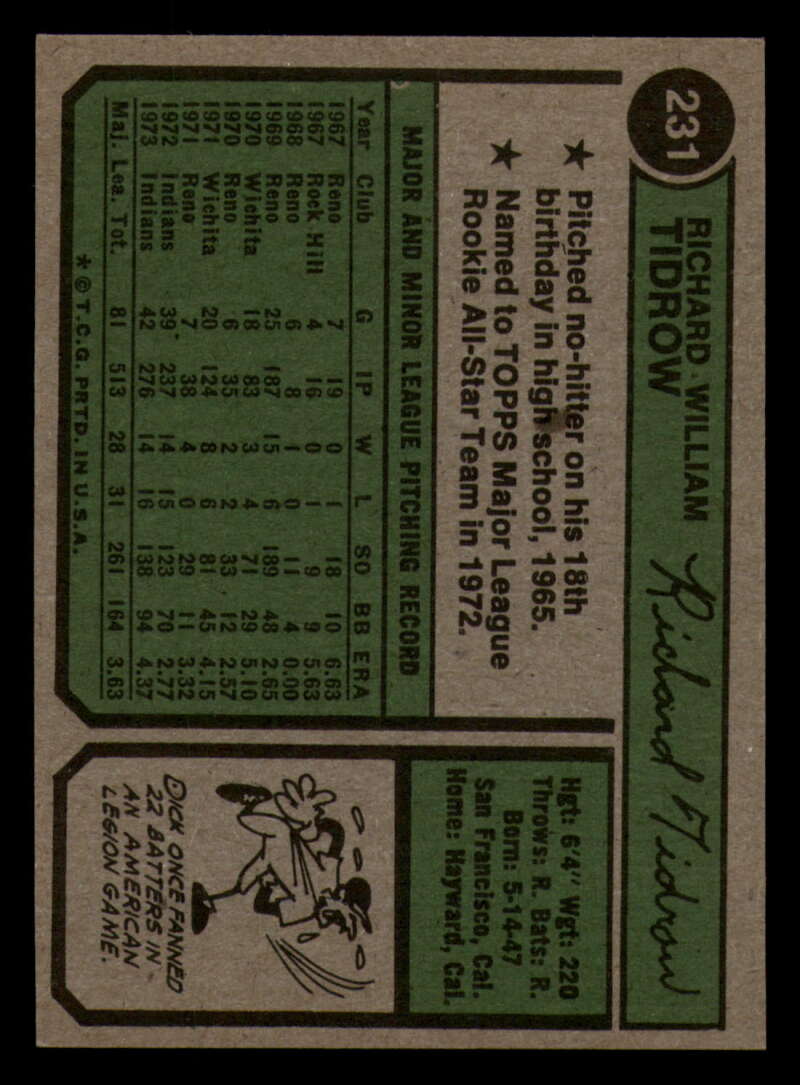 231
RICHARD WILLIAM
TIDROW
Richard Tidrow
★ Pitched no-hitter on his 18th
birthday in high school, 1965.
★ Named to TOPPS Major League
Rookie All-Star Team in 1972.
MAJOR AND MINOR LEAGUE PITCHING RECORD
Year Club G IP W L SO BB ERA
1967 Reno 7 19 0 1 18 10 6.63
1967 Rock Hill 4 16 0 1 9 9 5.63
1968 Reno 6 8 1 0 11 4 0.00
1969 Reno 25 187 15 6 189 48 2.65
1970 Wichita 18 83 3 4 71 29 5.10
1970 Reno 6 35 2 2 33 12 2.57
1971 Wichita 20 124 8 6 81 45 4.15
1971 Reno 7 38 4 0 29 11 3.32
1972 Indians 39 237 14 15 123 70 2.77
1973 Indians 42 276 14 16 138 94 4.37
Maj. Lea. Tot. 81 513 28 31 261 164 3.63
* © T.C.G. PRTD. IN U.S.A.
Hgt: 6'4" Wgt: 220
Throws: R. Bats: R.
Born: 5-14-47
San Francisco, Cal.
Home: Hayward, Cal.
DICK ONCE FANNED
22 BATTERS IN
AN AMERICAN
LEGION GAME.